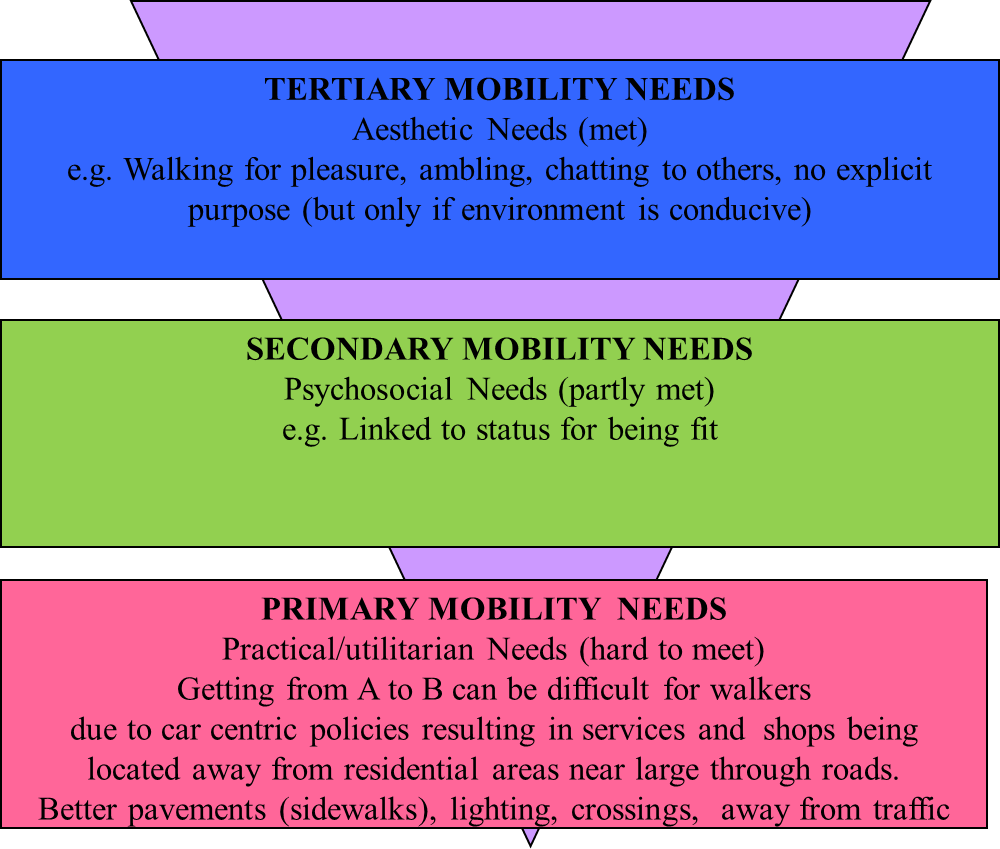 TERTIARY MOBILITY NEEDS
Aesthetic Needs (met)
e.g. Walking for pleasure, ambling, chatting to others, no explicit
purpose (but only if environment is conducive)
SECONDARY MOBILITY NEEDS
Psychosocial Needs (partly met)
e.g. Linked to status for being fit
PRIMARY MOBILITY NEEDS
Practical/utilitarian Needs (hard to meet)
Getting from A to B can be difficult for walkers
due to car centric policies resulting in services and shops being
located away from residential areas near large through roads.
Better pavements (sidewalks), lighting, crossings, away from traffic